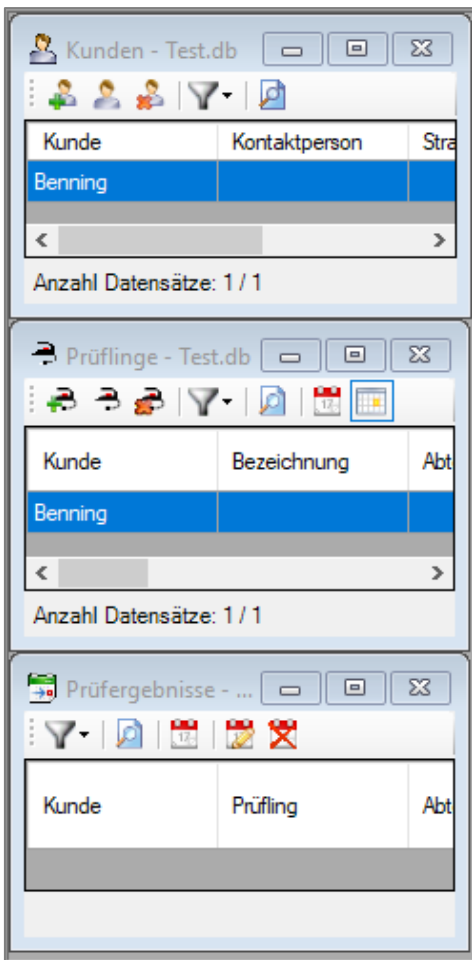 Kunden - Test.db
Kunde Kontaktperson Stra
Benning
Anzahl Datensätze: 1 / 1
Prüflinge - Test.db
Kunde Bezeichnung Abt
Benning
Anzahl Datensätze: 1 / 1
Prüfergebnisse - ...
Kunde Prüfling Abt